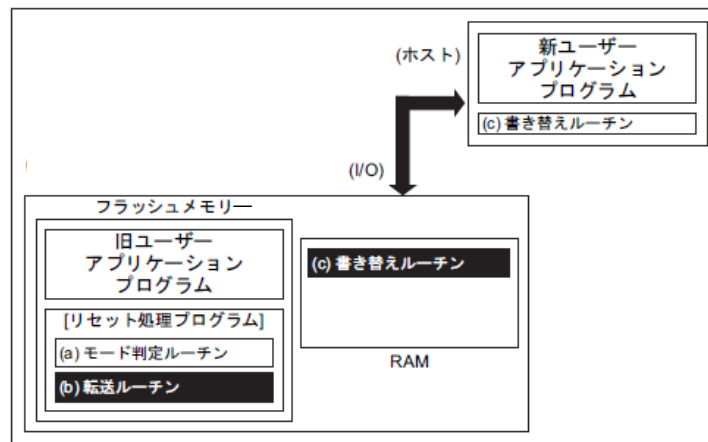 (ホスト)
新ユーザー
アプリケーション
プログラム
(c) 書き替えルーチン
(I/O)
フラッシュメモリー
旧ユーザー
アプリケーション
プログラム
[リセット処理プログラム]
(a) モード判定ルーチン
(b) 転送ルーチン
(c) 書き替えルーチン
RAM